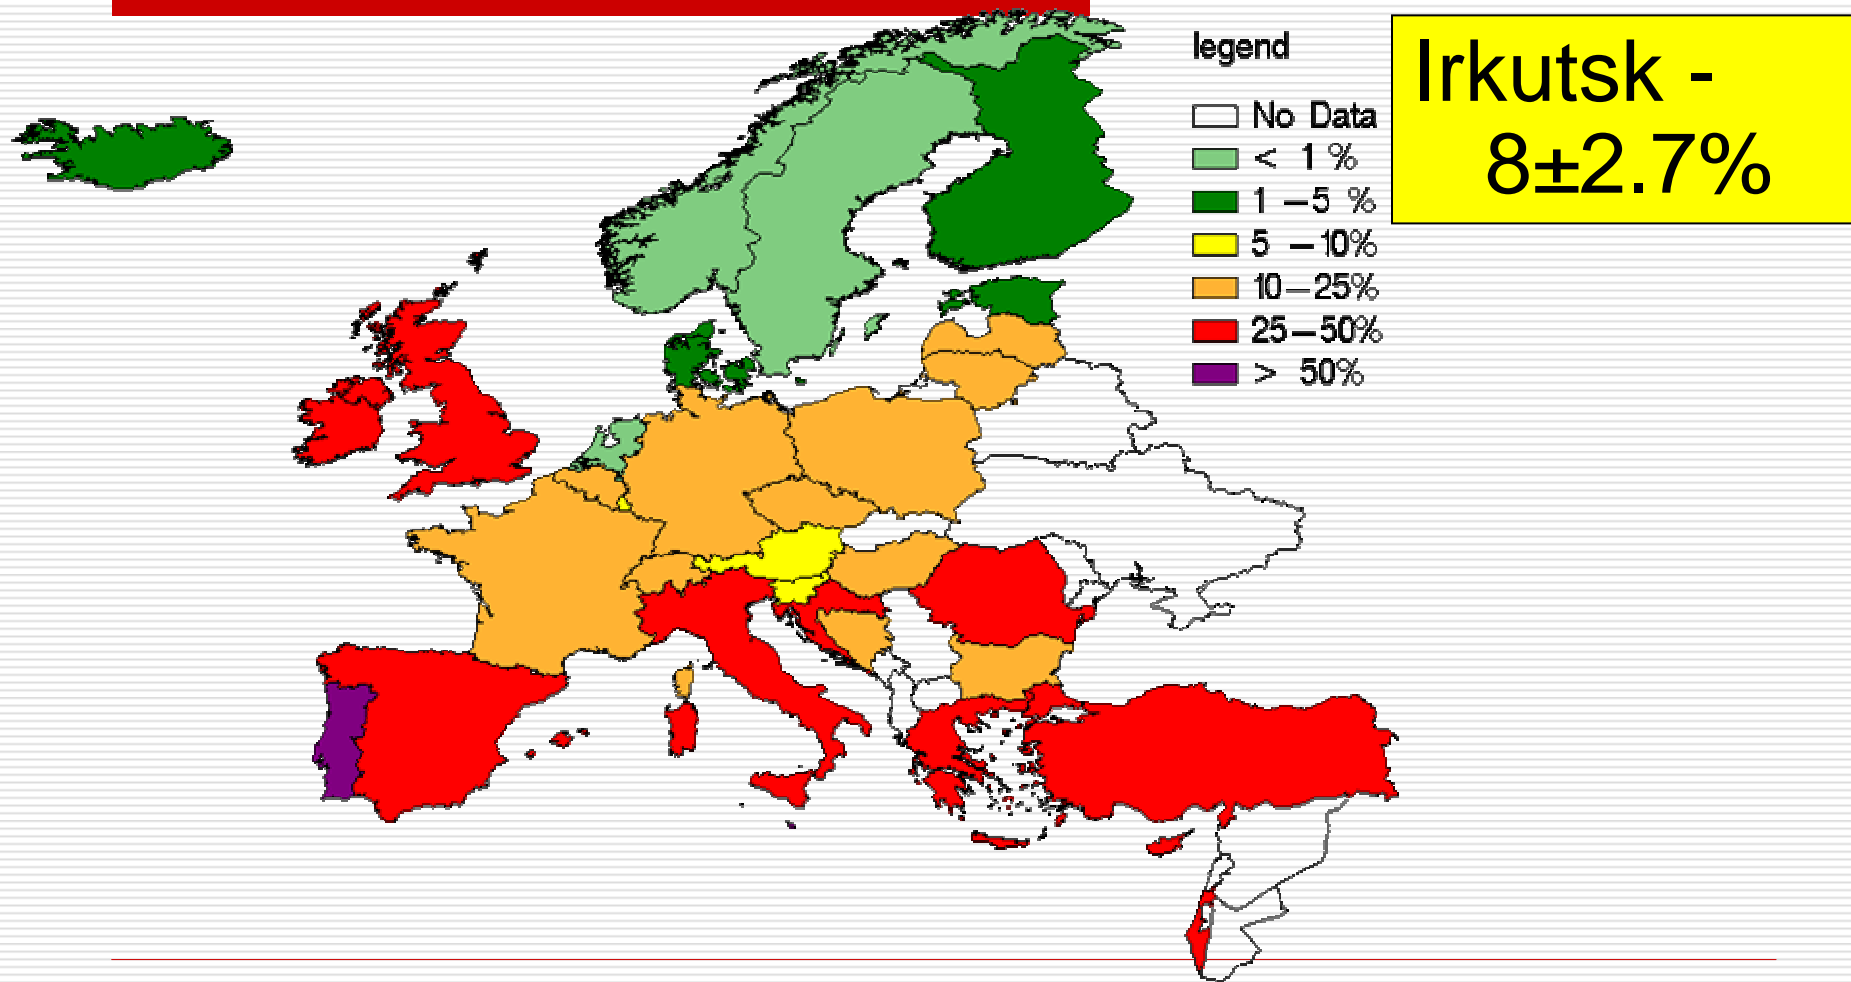 legend
No Data
< 1 %
1 –5 %
5 –10%
10–25%
25–50%
> 50%
Irkutsk -
8±2.7%